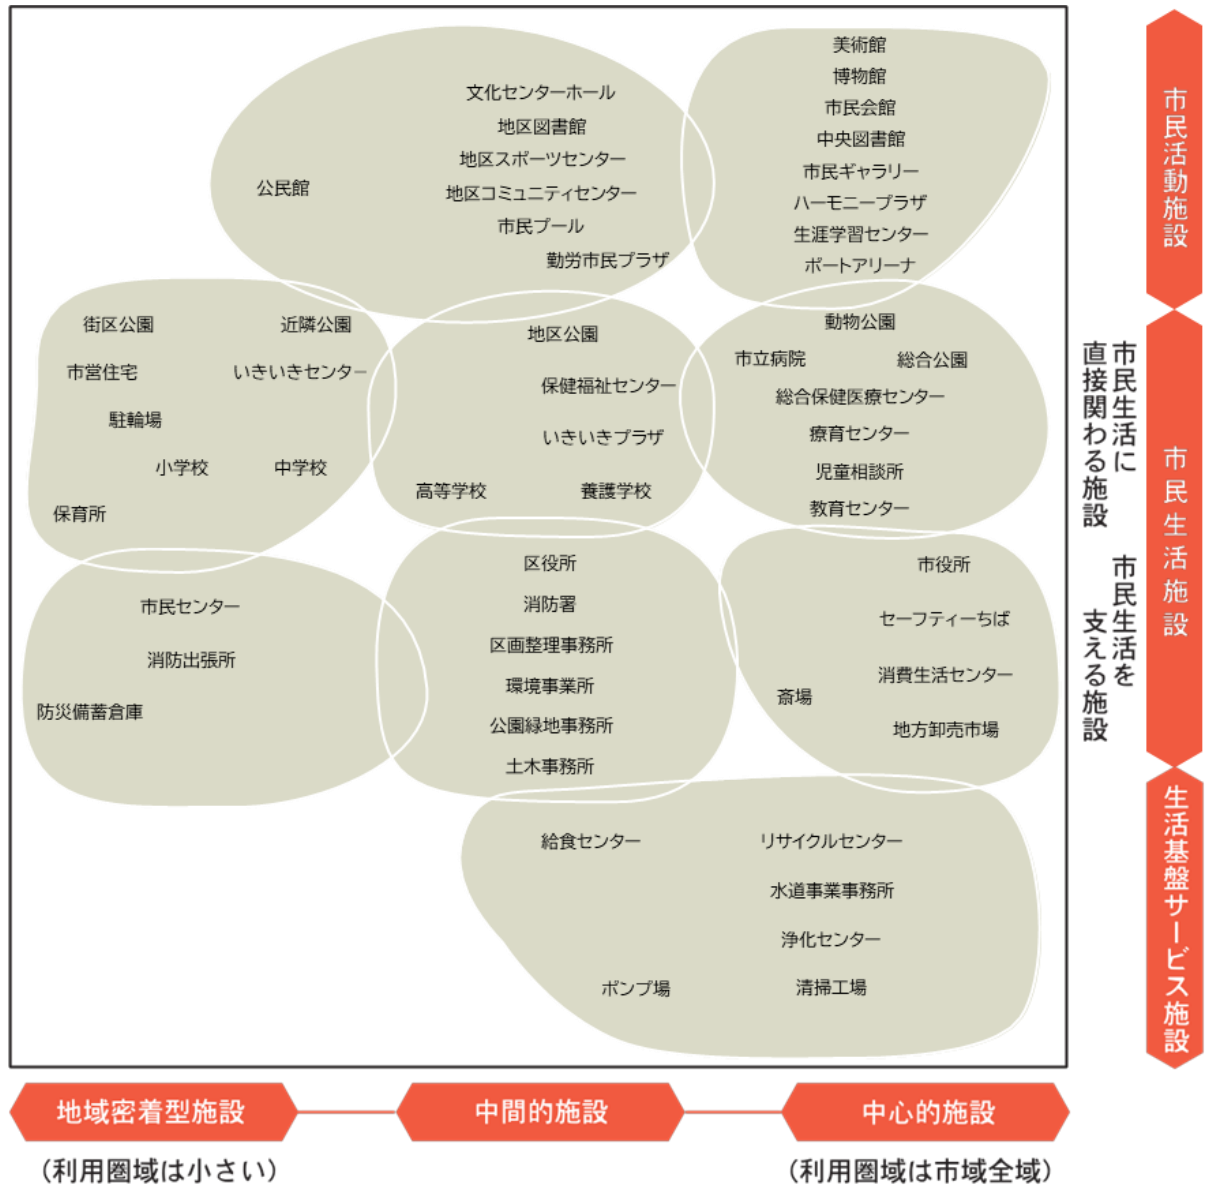 文化センターホール
地区図書館
地区スポーツセンター
公民館
地区コミュニティセンター
市民プール
勤労市民プラザ
美術館
博物館
市民会館
中央図書館
市民ギャラリー
ハーモニープラザ
生涯学習センター
ポートアリーナ
街区公園
近隣公園
市営住宅
いきいきセンター
駐輪場
小学校
中学校
保育所
地区公園
保健福祉センター
いきいきプラザ
高等学校
養護学校
動物公園
市立病院
総合公園
総合保健医療センター
療育センター
児童相談所
教育センター
市民センター
消防出張所
防災備蓄倉庫
区役所
消防署
区画整理事務所
環境事業所
公園緑地事務所
土木事務所
市役所
セーフティーちば
消費生活センター
斎場
地方卸売市場
給食センター
リサイクルセンター
水道事業事務所
浄化センター
ポンプ場
清掃工場
市民活動施設
市民生活に
直接関わる施設
市民生活を
支える施設
市民生活施設
生活基盤サービス施設
地域密着型施設
中間的施設
中心的施設
(利用圏域は小さい)
(利用圏域は市域全域)